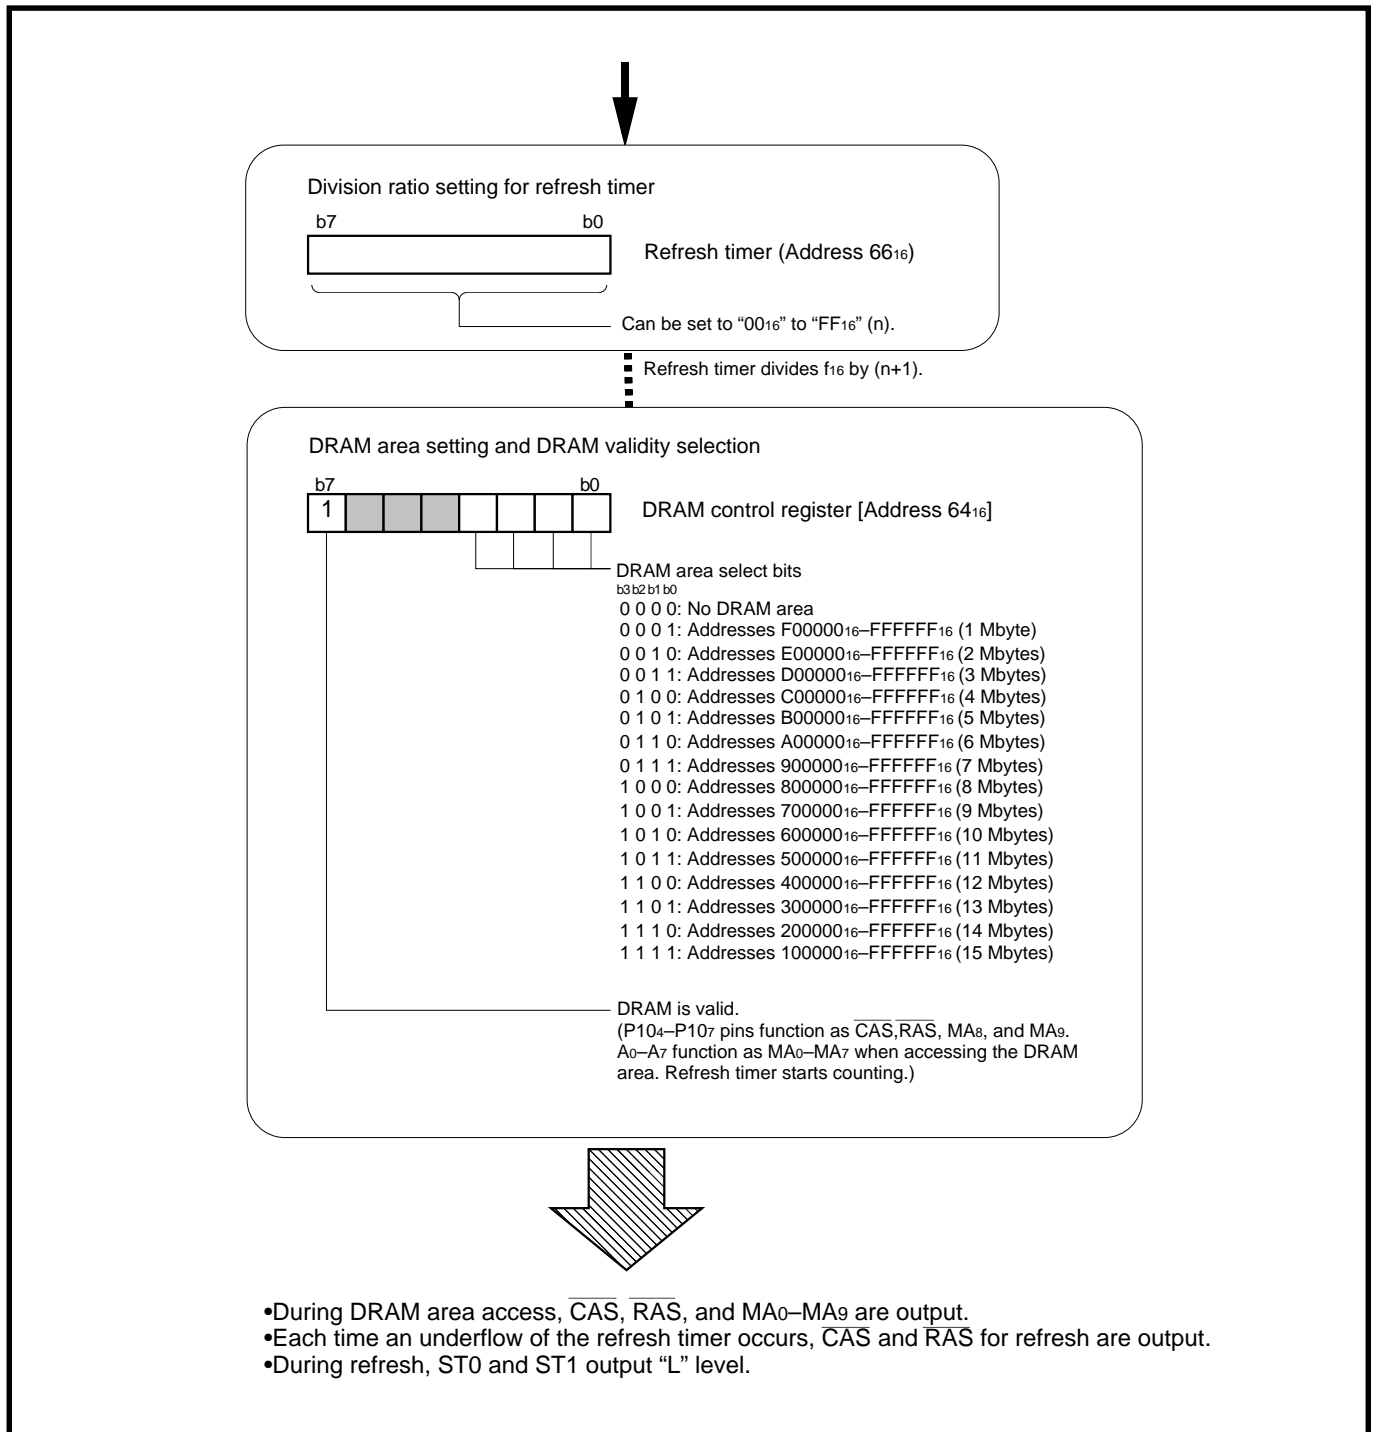 Division ratio setting for refresh timer
b7 b0
Refresh timer (Address 6616)
Can be set to “0016” to “FF16” (n).
Refresh timer divides f16 by (n+1).
DRAM area setting and DRAM validity selection
b7 b0
1
DRAM control register [Address 6416]
DRAM area select bits
b3b2b1b0
0 0 0 0: No DRAM area
0 0 0 1: Addresses F0000016–FFFFFF16 (1 Mbyte)
0 0 1 0: Addresses E0000016–FFFFFF16 (2 Mbytes)
0 0 1 1: Addresses D0000016–FFFFFF16 (3 Mbytes)
0 1 0 0: Addresses C0000016–FFFFFF16 (4 Mbytes)
0 1 0 1: Addresses B0000016–FFFFFF16 (5 Mbytes)
0 1 1 0: Addresses A0000016–FFFFFF16 (6 Mbytes)
0 1 1 1: Addresses 90000016–FFFFFF16 (7 Mbytes)
1 0 0 0: Addresses 80000016–FFFFFF16 (8 Mbytes)
1 0 0 1: Addresses 70000016–FFFFFF16 (9 Mbytes)
1 0 1 0: Addresses 60000016–FFFFFF16 (10 Mbytes)
1 0 1 1: Addresses 50000016–FFFFFF16 (11 Mbytes)
1 1 0 0: Addresses 40000016–FFFFFF16 (12 Mbytes)
1 1 0 1: Addresses 30000016–FFFFFF16 (13 Mbytes)
1 1 1 0: Addresses 20000016–FFFFFF16 (14 Mbytes)
1 1 1 1: Addresses 10000016–FFFFFF16 (15 Mbytes)
DRAM is valid.
(P104–P107 pins function as CAS,RAS, MA8, and MA9.
A0–A7 function as MA0–MA7 when accessing the DRAM
area. Refresh timer starts counting.)
•During DRAM area access, CAS, RAS, and MA0–MA9 are output.
•Each time an underflow of the refresh timer occurs, CAS and RAS for refresh are output.
•During refresh, ST0 and ST1 output “L” level.